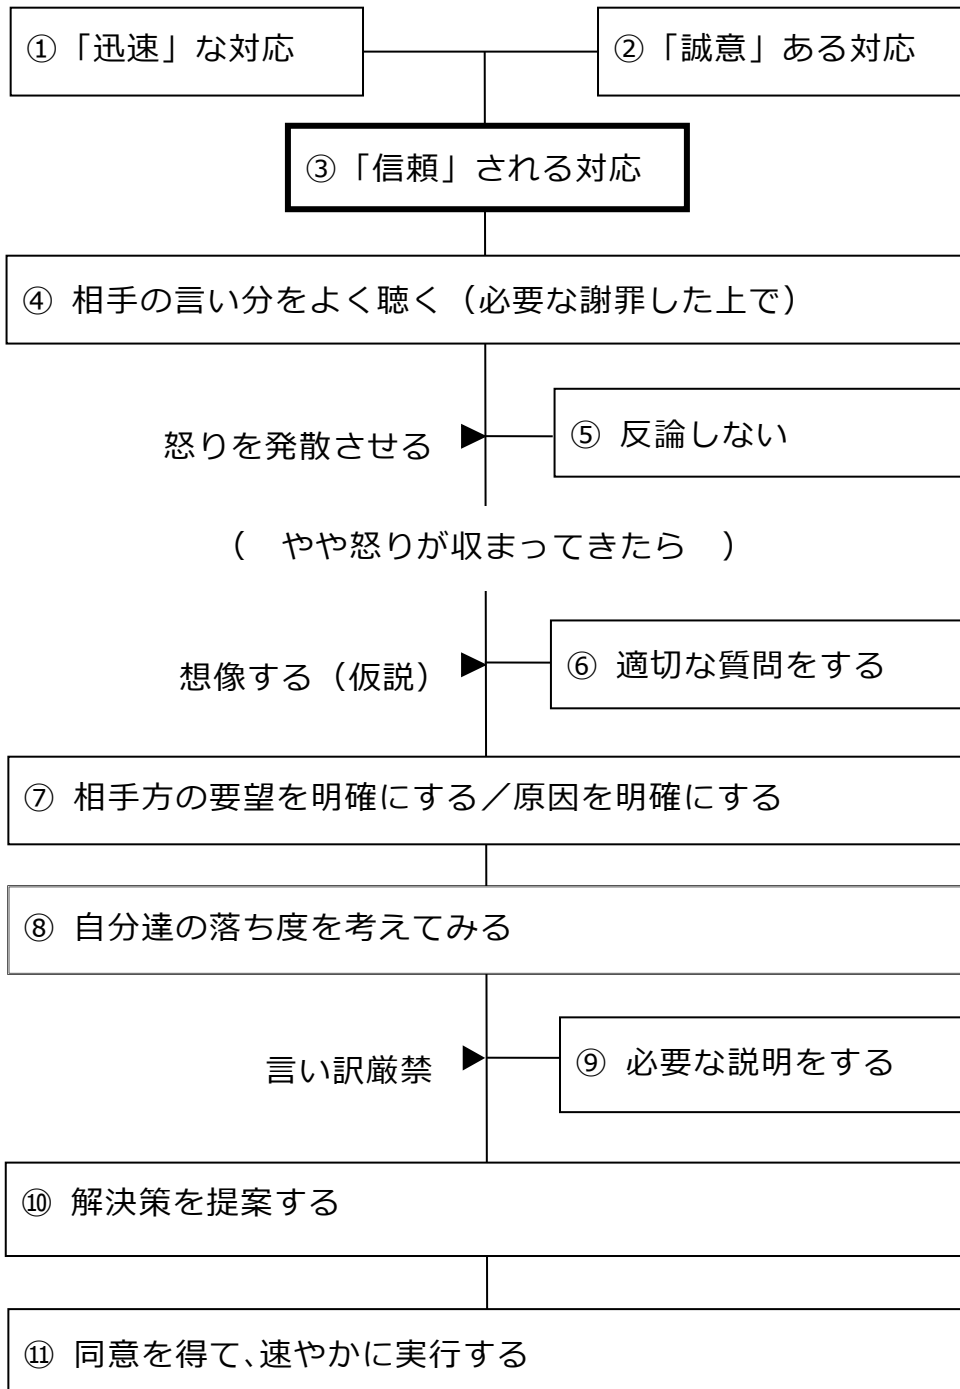 ①「迅速」な対応
②「誠意」ある対応
③「信頼」される対応
④ 相手の言い分をよく聴く（必要な謝罪した上で）
怒りを発散させる
⑤ 反論しない
（　やや怒りが収まってきたら　）
想像する（仮説）
⑥ 適切な質問をする
⑦ 相手方の要望を明確にする／原因を明確にする
⑧ 自分達の落ち度を考えてみる
言い訳厳禁
⑨ 必要な説明をする
⑩ 解決策を提案する
⑪ 同意を得て、速やかに実行する